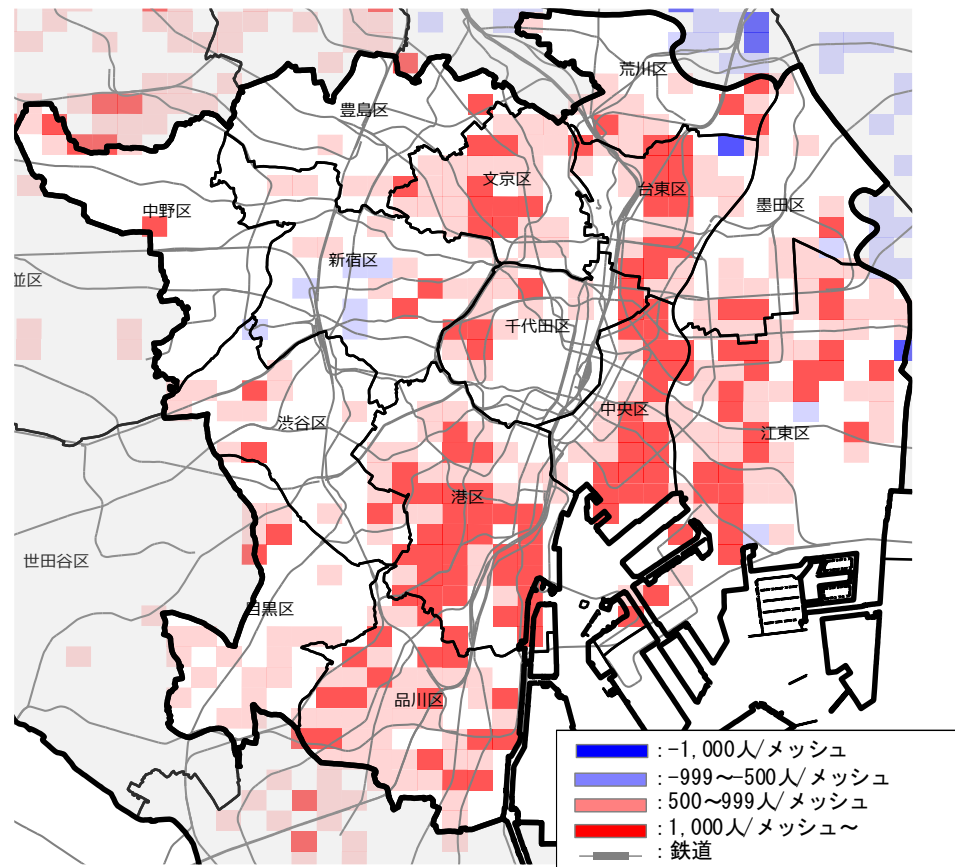 荒川区
豊島区
文京区
台東区
中野区
墨田区
新宿区
並区
千代田区
中央区
渋谷区
江東区
港区
世田谷区
目黒区
品川区
: -1,000人/メッシュ
: -999～-500人/メッシュ
: 500～999人/メッシュ
: 1,000人/メッシュ～
: 鉄道